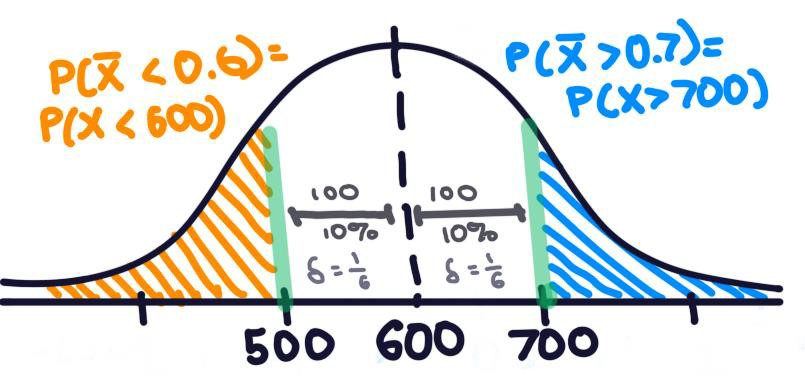 P(X̄ < 0.6)=
P(X < 600)
P(X̄ > 0.7)=
P(X > 700)
100 100
10% 10%
δ = 1/6 δ = 1/6
500 600 700